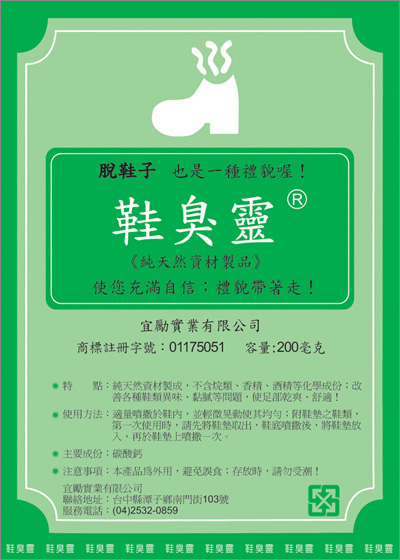 脫鞋子 也是一種禮貌喔！
鞋臭靈®
《純天然資材製品》
使您充滿自信；禮貌帶著走！
宜勵實業有限公司
商標註冊字號：01175051 容量:200毫克
特 點：純天然資材製成，不含烷類、香精、酒精等化學成份；改
善各種鞋類異味、黏膩等問題，使足部乾爽、舒適！
使用方法：適量噴撒於鞋內，並輕微晃動使其均勻；附鞋墊之鞋類，
第一次使用時，請先將鞋墊取出，鞋底噴撒後，將鞋墊放
入，再於鞋墊上噴撒一次。
主要成份：碳酸鈣
注意事項：本產品爲外用，避免誤食；存放時，請勿受潮！
宜勵實業有限公司
聯絡地址：台中縣潭子鄉南門街103號
服務電話：(04)2532-0859
鞋臭靈 鞋臭靈 鞋臭靈 鞋臭靈 鞋臭靈 鞋臭靈 鞋臭靈 鞋臭靈 鞋臭靈 鞋臭靈